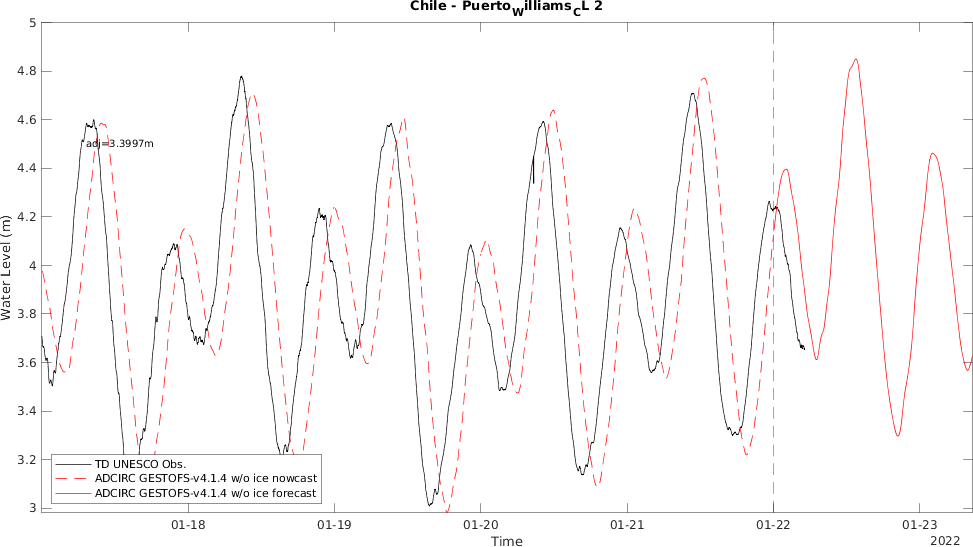 Chile - Puerto_Williams_CL 2
5
4.8
4.6
adj=3.3997m
4.4
4.2
Water Level (m)
4
3.8
3.6
3.4
3.2
3
TD UNESCO Obs.
ADCIRC GESTOFS-v4.1.4 w/o ice nowcast
ADCIRC GESTOFS-v4.1.4 w/o ice forecast
01-18
01-19
01-20
01-21
01-22
01-23
Time
2022